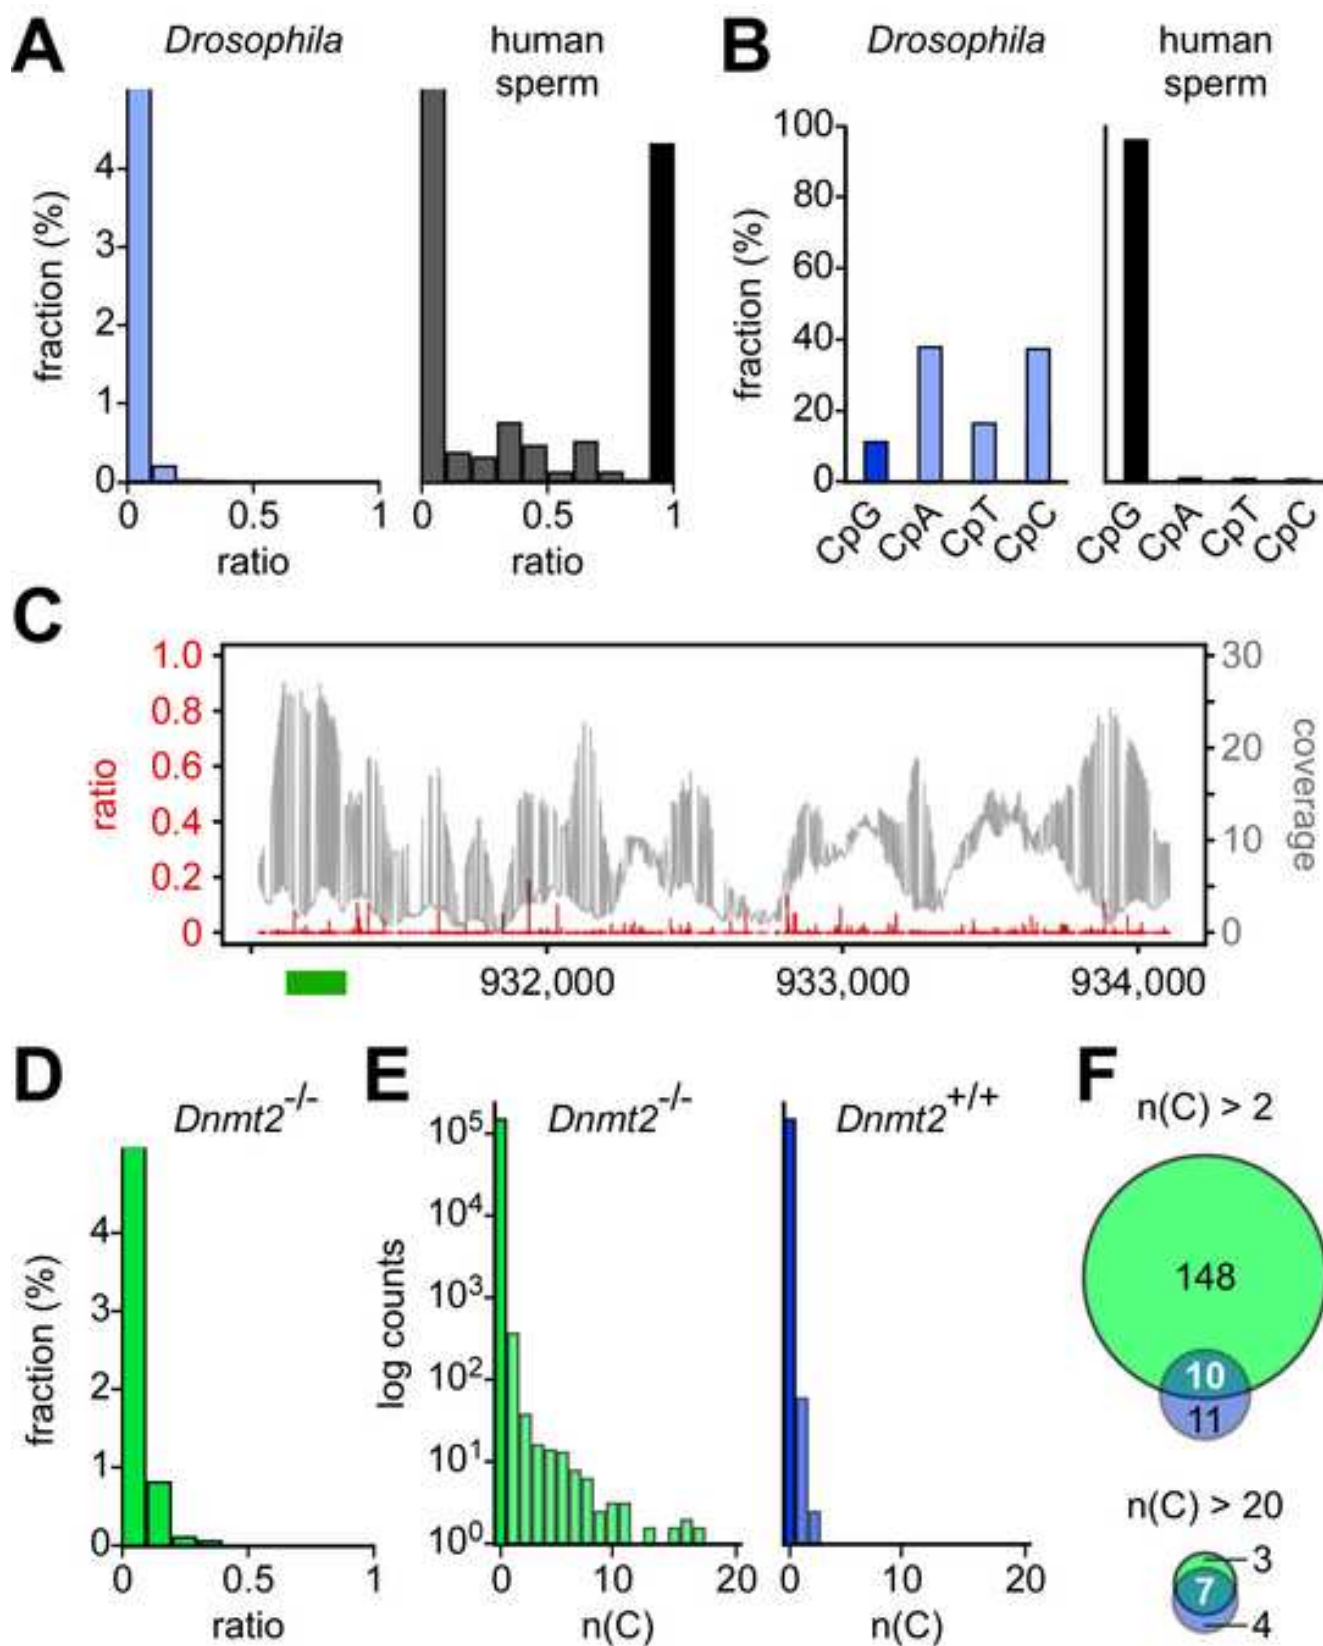 A
Drosophila
human
sperm
fraction (%)
4
3
2
1
0
0
0.5
1
ratio
0
0.5
1
ratio
B
Drosophila
human
sperm
fraction (%)
100
80
60
40
20
0
CpG
CpA
CpT
CpC
CpG
CpA
CpT
CpC
C
ratio
1.0
0.8
0.6
0.4
0.2
0
30
20
10
0
coverage
932,000
933,000
934,000
D
Dnmt2-/-
fraction (%)
4
3
2
1
0
0
0.5
1
ratio
E
Dnmt2-/-
Dnmt2+/+
log counts
10^5
10^4
10^3
10^2
10^1
10^0
0
10
20
n(C)
0
10
20
n(C)
F
n(C) > 2
148
10
11
n(C) > 20
3
7
4